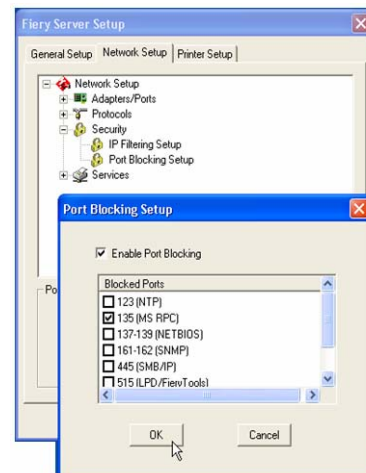 Fiery Server Setup
General Setup
Network Setup
Printer Setup
Network Setup
Adapters/Ports
Protocols
Security
IP Filtering Setup
Port Blocking Setup
Services
Port Blocking Setup
Enable Port Blocking
Blocked Ports
123 (NTP)
135 (MS RPC)
137-139 (NETBIOS)
161-162 (SNMP)
445 (SMB/IP)
515 (LPD/FieryTools)
OK
Cancel